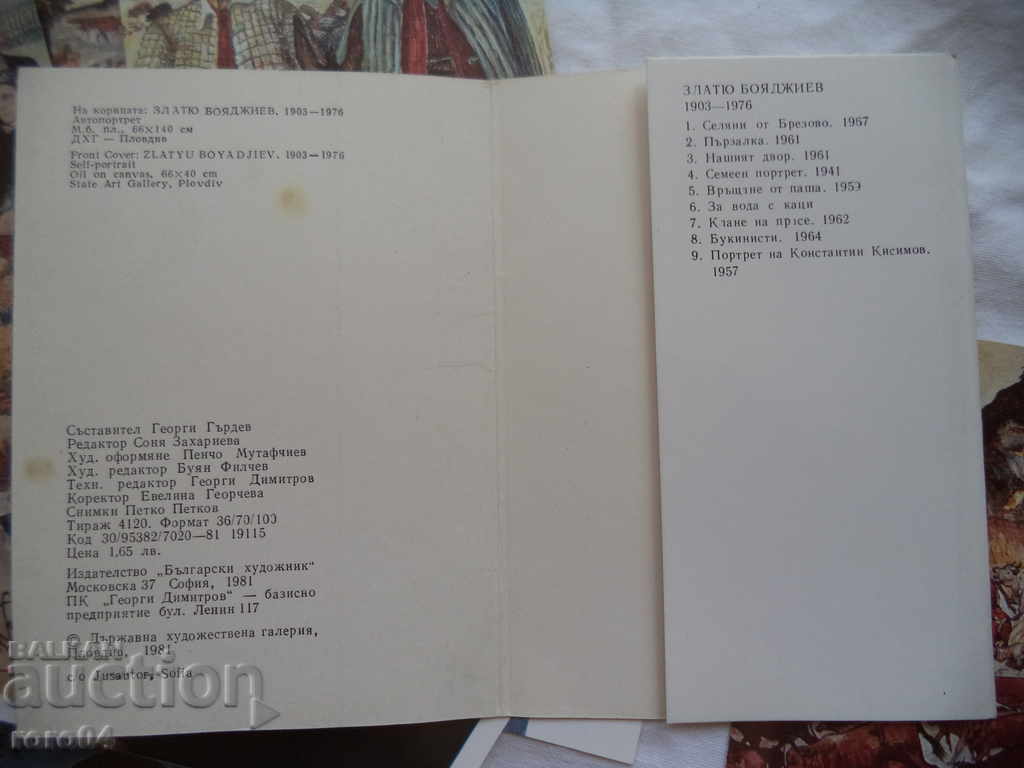 На корицата: ЗЛАТЮ БОЯДЖИЕВ, 1903—1976
Автопортрет
М.б. пл., 66×140 см
ДХГ — Пловдив
Front Cover: ZLATYU BOYADJIEV, 1903—1976
Self-portrait
Oil on canvas, 66×40 cm
State Art Gallery, Plovdiv
Съставител Георги Гърдев
Редактор Соня Захариева
Худ. оформяне Пенчо Мутафчиев
Худ. редактор Буян Филчев
Техн. редактор Георги Димитров
Коректор Евелина Георчева
Снимки Петко Петков
Тираж 4120. Формат 36/70/100
Код 30/95382/7020—81 19115
Цена 1,65 лв.
Издателство „Български художник“
Московска 37 София, 1981
ПК „Георги Димитров“ — базисно
предприятие бул. Ленин 117
© Държавна художествена галерия,
Пловдив, 1981
c/o Jusautor, Sofia
ЗЛАТЮ БОЯДЖИЕВ
1903—1976
1. Селяни от Брезово. 1967
2. Пързалка. 1961
3. Нашият двор. 1961
4. Семеен портрет. 1941
5. Връщзне от паша. 1959
6. За вода с каци
7. Клане на прзсе. 1962
8. Букинисти. 1964
9. Портрет на Константин Кисимов.
1957
BALKAN
auction
roro04